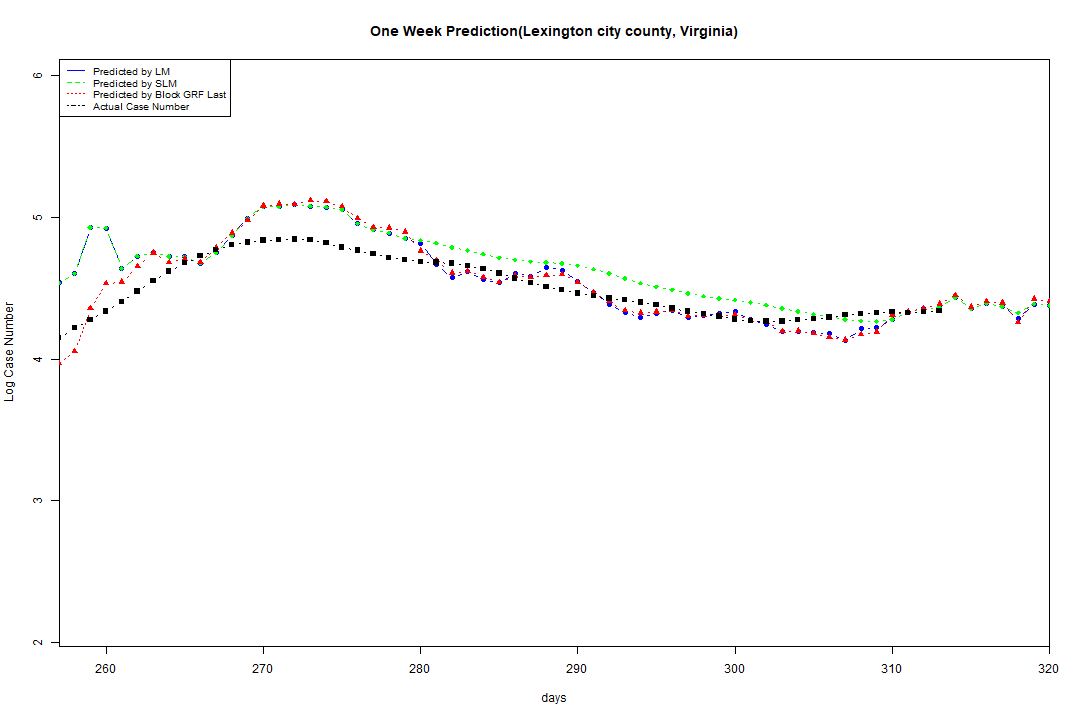 One Week Prediction(Lexington city county, Virginia)
Predicted by LM
Predicted by SLM
Predicted by Block GRF Last
Actual Case Number
6
5
4
3
2
Log Case Number
260
270
280
290
300
310
320
days